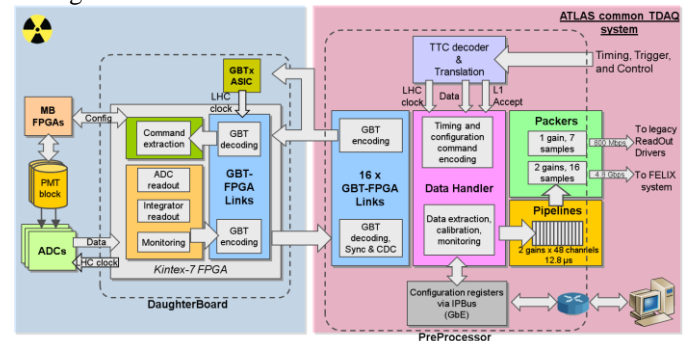 ATLAS common TDAQ
system
TTC decoder
&
Translation
Timing, Trigger,
and Control
GBTx
ASIC
LHC
clock
MB
FPGAs
Config
PMT
block
ADCs
Data
LHC clock
Command
extraction
GBT
decoding
ADC
readout
Integrator
readout
Monitoring
GBT-
FPGA
Links
GBT
encoding
Kintex-7 FPGA
DaughterBoard
GBT
encoding
16 x
GBT-FPGA
Links
GBT
decoding,
Sync & CDC
LHC
clock
Data
L1
Accept
Timing and
configuration
command
encoding
Data Handler
Data extraction,
calibration,
monitoring
Packers
1 gain, 7
samples
2 gains, 16
samples
800 Mbps
To legacy
ReadOut
Drivers
4.8 Gbps
To FELIX
system
Pipelines
2 gains x 48 channels
12.8 µs
Configuration registers
via IPBus
(GbE)
PreProcessor